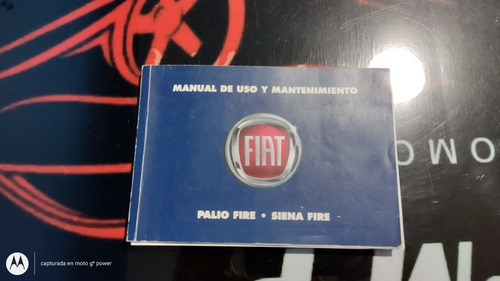 MANUAL DE USO Y MANTENIMIENTO
FIAT
PALIO FIRE • SIENA FIRE
OMO
capturada en moto g⁸ power